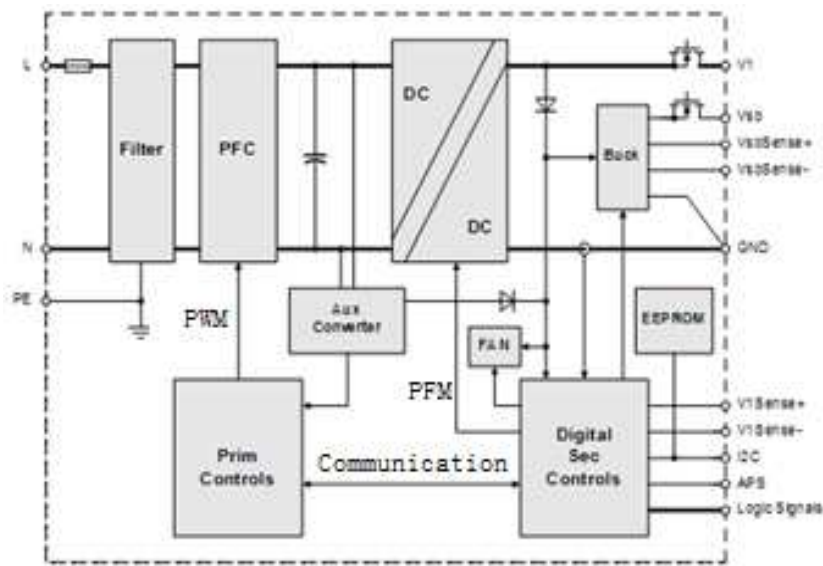 L
V1
DC
Vsb
Filter
PFC
VsbSense+
Buck
VsbSense-
DC
N
GND
PE
Aux
Converter
EEPROM
PWM
FAN
PFM
V1Sense+
Prim
Controls
Digital
Sec
Controls
V1Sense-
I2C
Communication
APS
Logic Signals